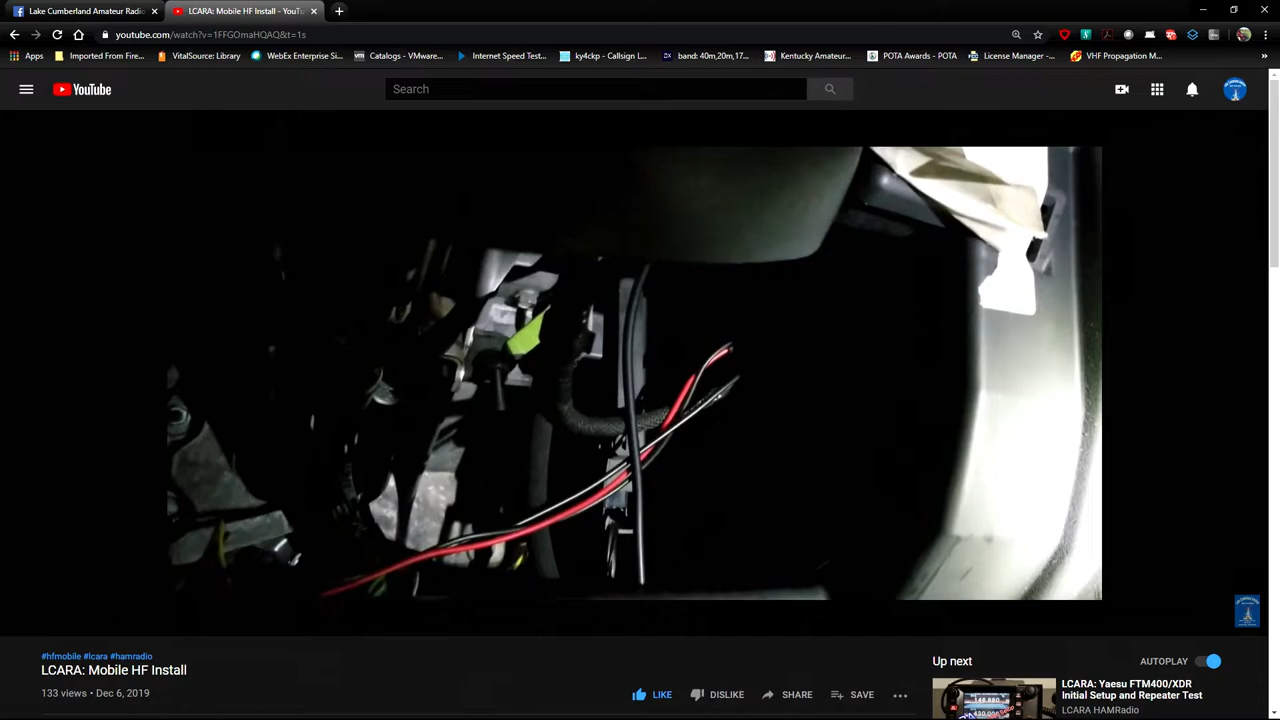 Lake Cumberland Amateur Radio
LCARA: Mobile HF Install - YouTu
youtube.com/watch?v=1FFGOmaHQAQ&t=1s
Apps
Imported From Fire...
VitalSource: Library
WebEx Enterprise Si...
Catalogs - VMware...
Internet Speed Test...
ky4ckp - Callsign L...
band: 40m,20m,17...
Kentucky Amateur...
POTA Awards - POTA
License Manager -...
VHF Propagation M...
YouTube
Search
#hfmobile #lcara #hamradio
LCARA: Mobile HF Install
133 views • Dec 6, 2019
LIKE
DISLIKE
SHARE
SAVE
Up next
AUTOPLAY
LCARA: Yaesu FTM400/XDR
Initial Setup and Repeater Test
LCARA HAMRadio
146.880